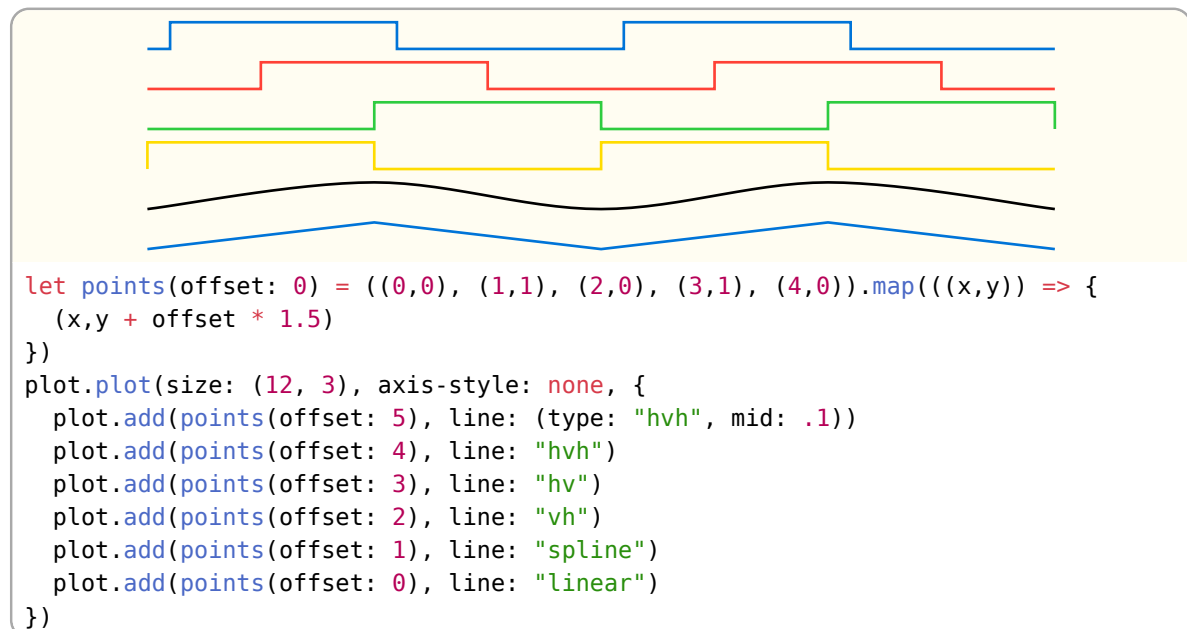 let points(offset: 0) = ((0,0), (1,1), (2,0), (3,1), (4,0)).map(((x,y)) => {
  (x,y + offset * 1.5)
})
plot.plot(size: (12, 3), axis-style: none, {
  plot.add(points(offset: 5), line: (type: "hvh", mid: .1))
  plot.add(points(offset: 4), line: "hvh")
  plot.add(points(offset: 3), line: "hv")
  plot.add(points(offset: 2), line: "vh")
  plot.add(points(offset: 1), line: "spline")
  plot.add(points(offset: 0), line: "linear")
})